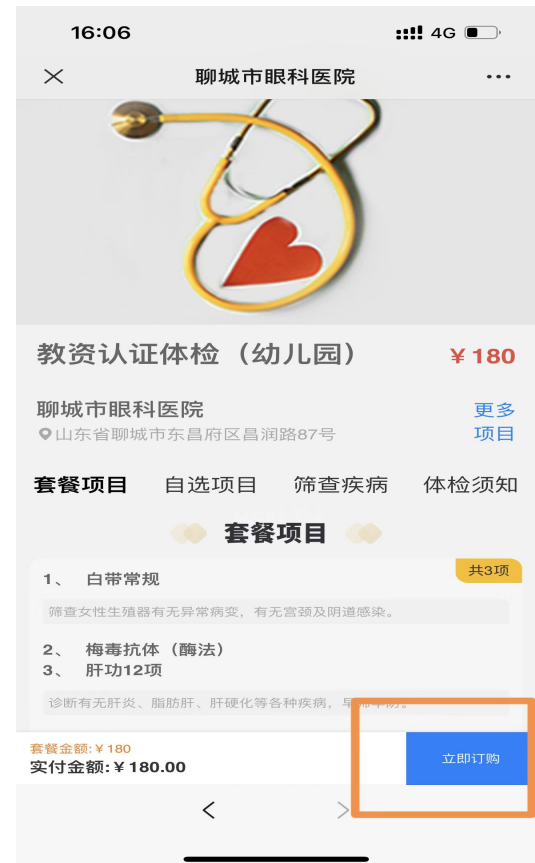 16:06
4G
聊城市眼科医院
教资认证体检（幼儿园）
￥180
聊城市眼科医院
更多
项目
山东省聊城市东昌府区昌润路87号
套餐项目 自选项目 筛查疾病 体检须知
套餐项目
共3项
1、 白带常规
筛查女性生殖器有无异常病变，有无宫颈及阴道感染。
2、 梅毒抗体（酶法）
3、 肝功12项
诊断有无肝炎、脂肪肝、肝硬化等各种疾病，早筛早防。
套餐金额:￥180
实付金额:￥180.00
立即订购